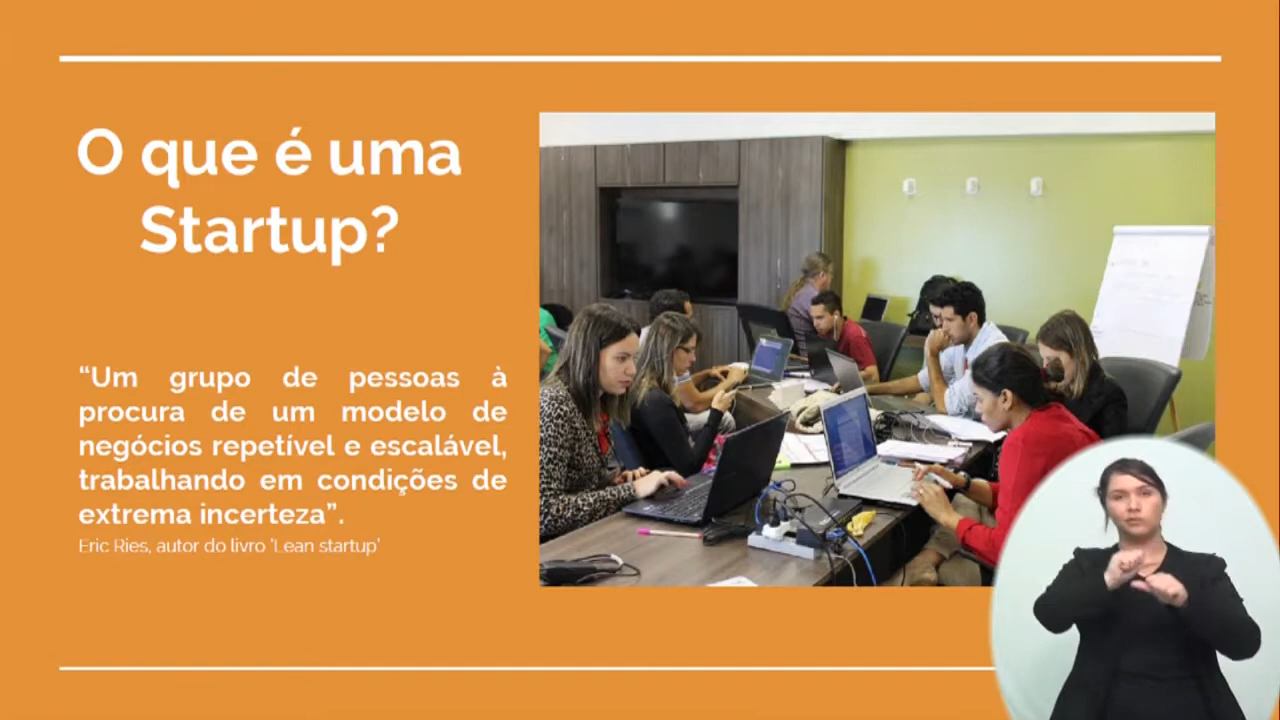 O que é uma
Startup?
“Um grupo de pessoas à
procura de um modelo de
negócios repetível e escalável,
trabalhando em condições de
extrema incerteza”.
Eric Ries, autor do livro 'Lean startup'